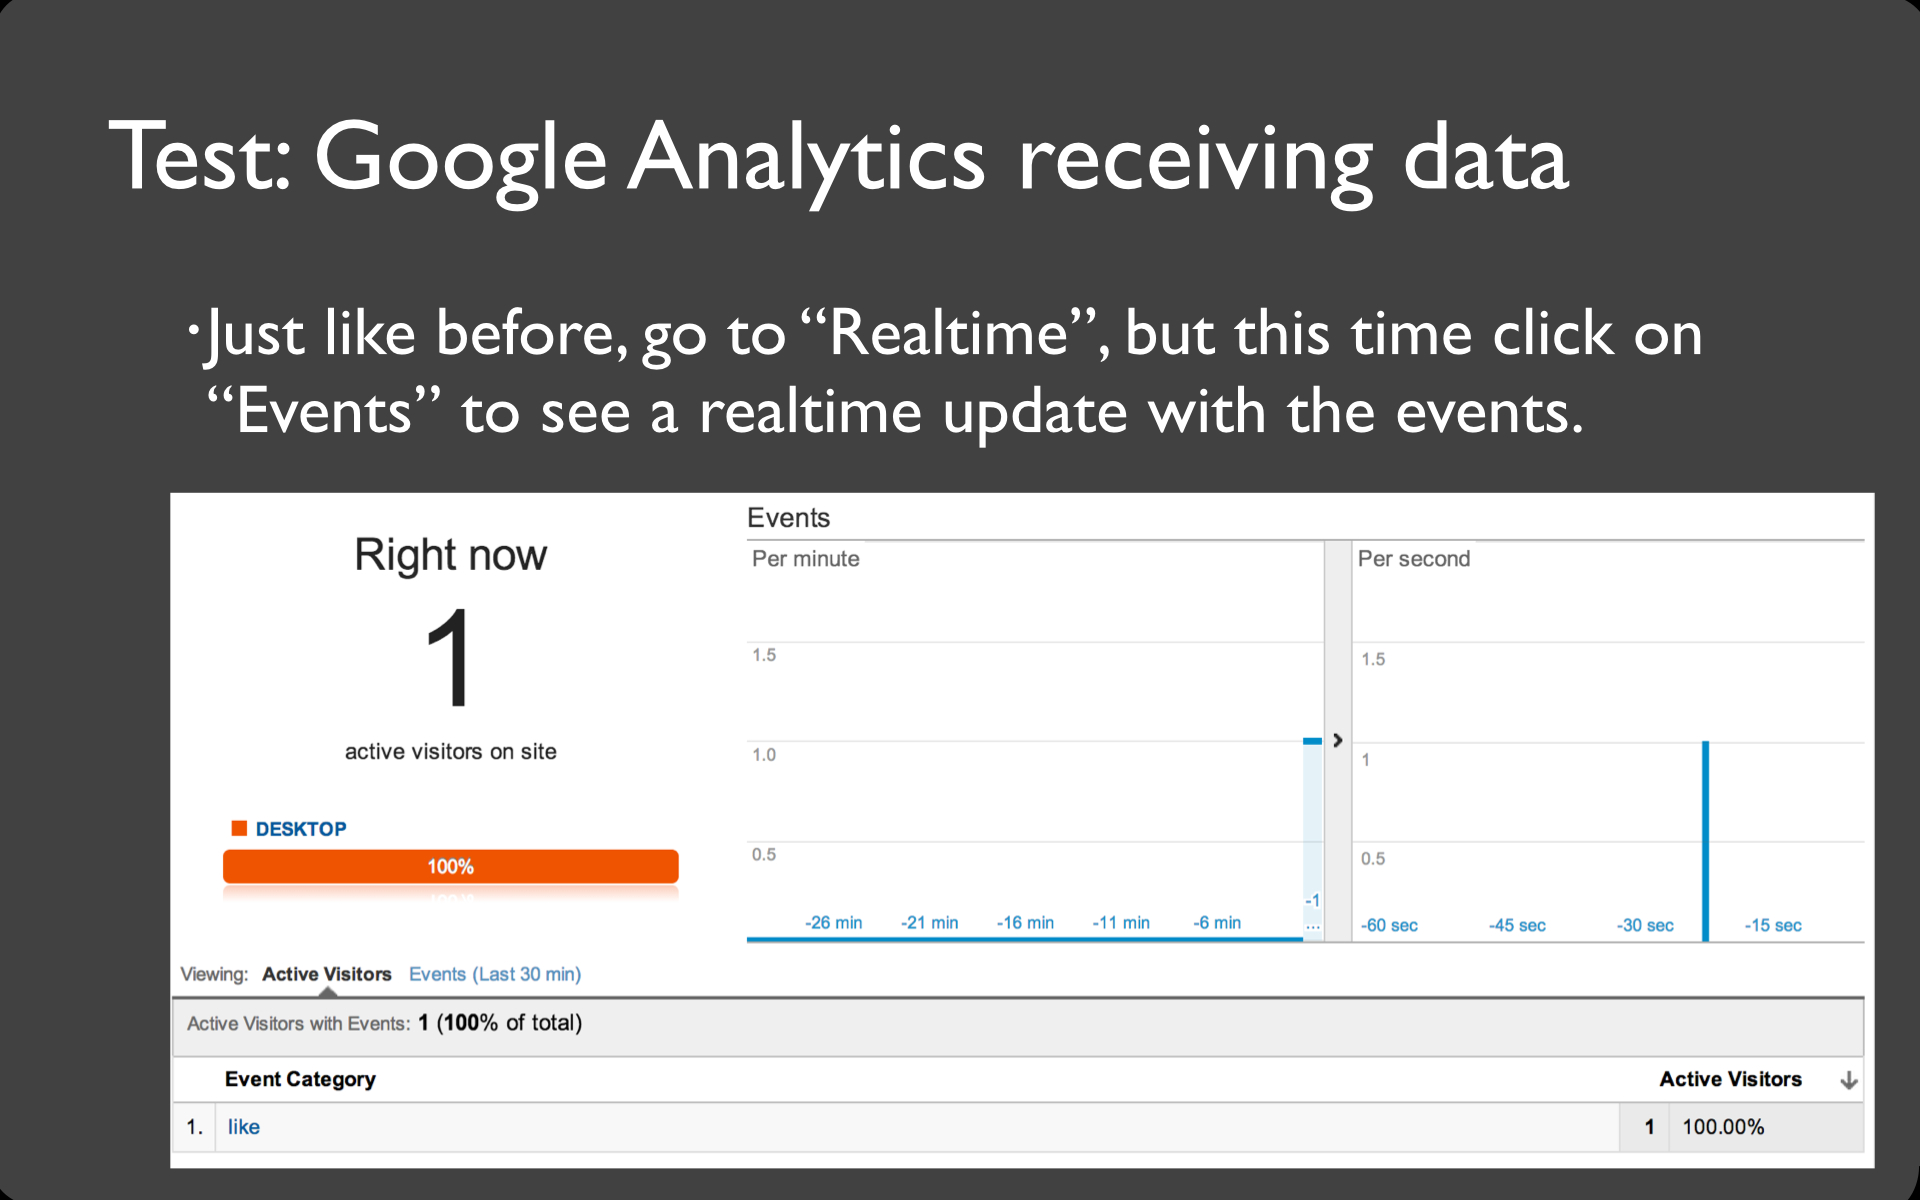 Test: Google Analytics receiving data
•Just like before, go to “Realtime”, but this time click on
“Events” to see a realtime update with the events.
Right now
1
active visitors on site
DESKTOP
100%
Events
Per minute
1.5
1.0
0.5
-26 min -21 min -16 min -11 min -6 min -1 ...
Per second
1.5
1
0.5
-60 sec -45 sec -30 sec -15 sec
Viewing: Active Visitors Events (Last 30 min)
Active Visitors with Events: 1 (100% of total)
Event Category Active Visitors
1. like 1 100.00%